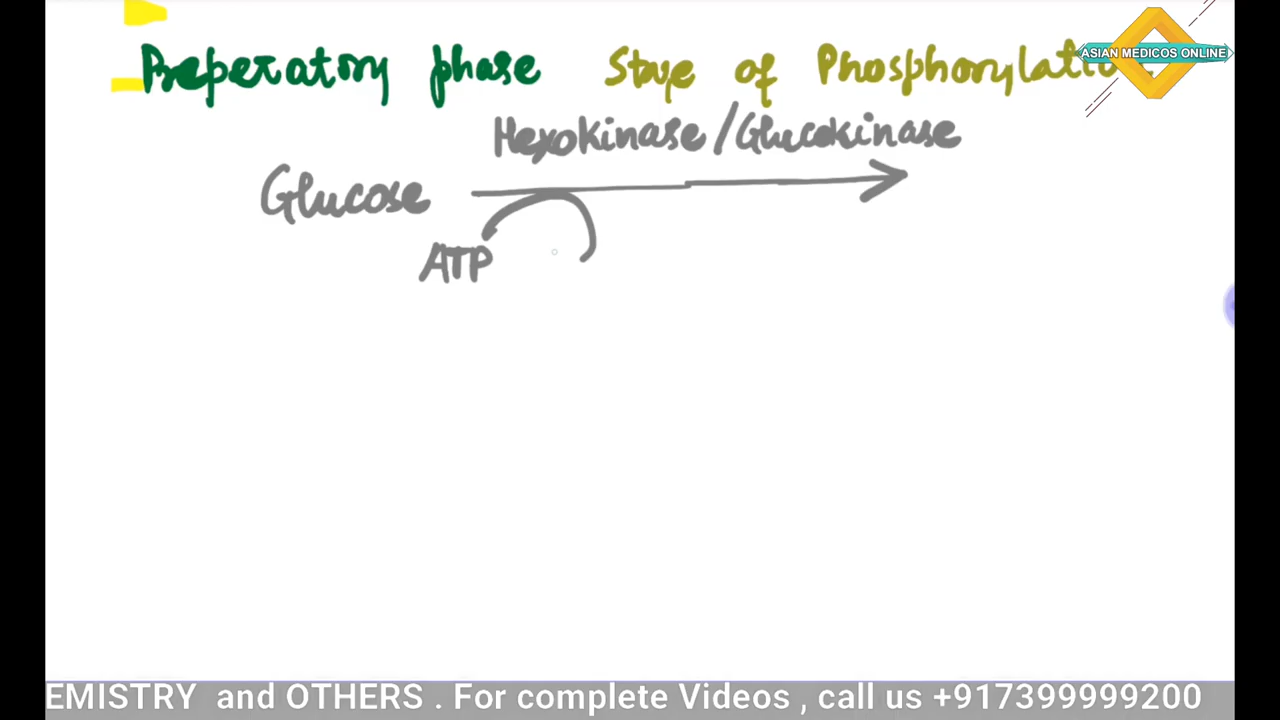 ASIAN MEDICOS ONLINE
Preperatory phase Stage of Phosphorylation
Hexokinase/Glucokinase
Glucose
ATP
EMISTRY and OTHERS . For complete Videos , call us +917399999200